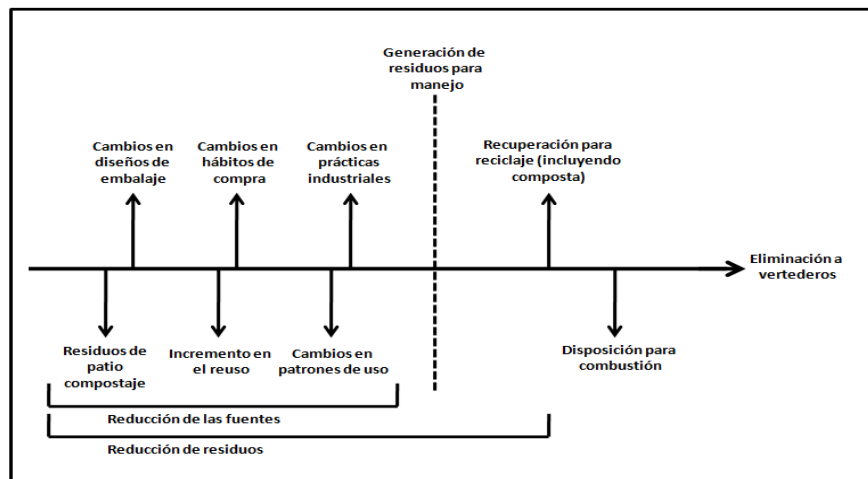 Generación de
residuos para
manejo
Cambios en
diseños de
embalaje
Cambios en
hábitos de
compra
Cambios en
prácticas
industriales
Recuperación para
reciclaje (incluyendo
composta)
Eliminación a
vertederos
Residuos de
patio
compostaje
Incremento en
el reuso
Cambios en
patrones de uso
Disposición para
combustión
Reducción de las fuentes
Reducción de residuos